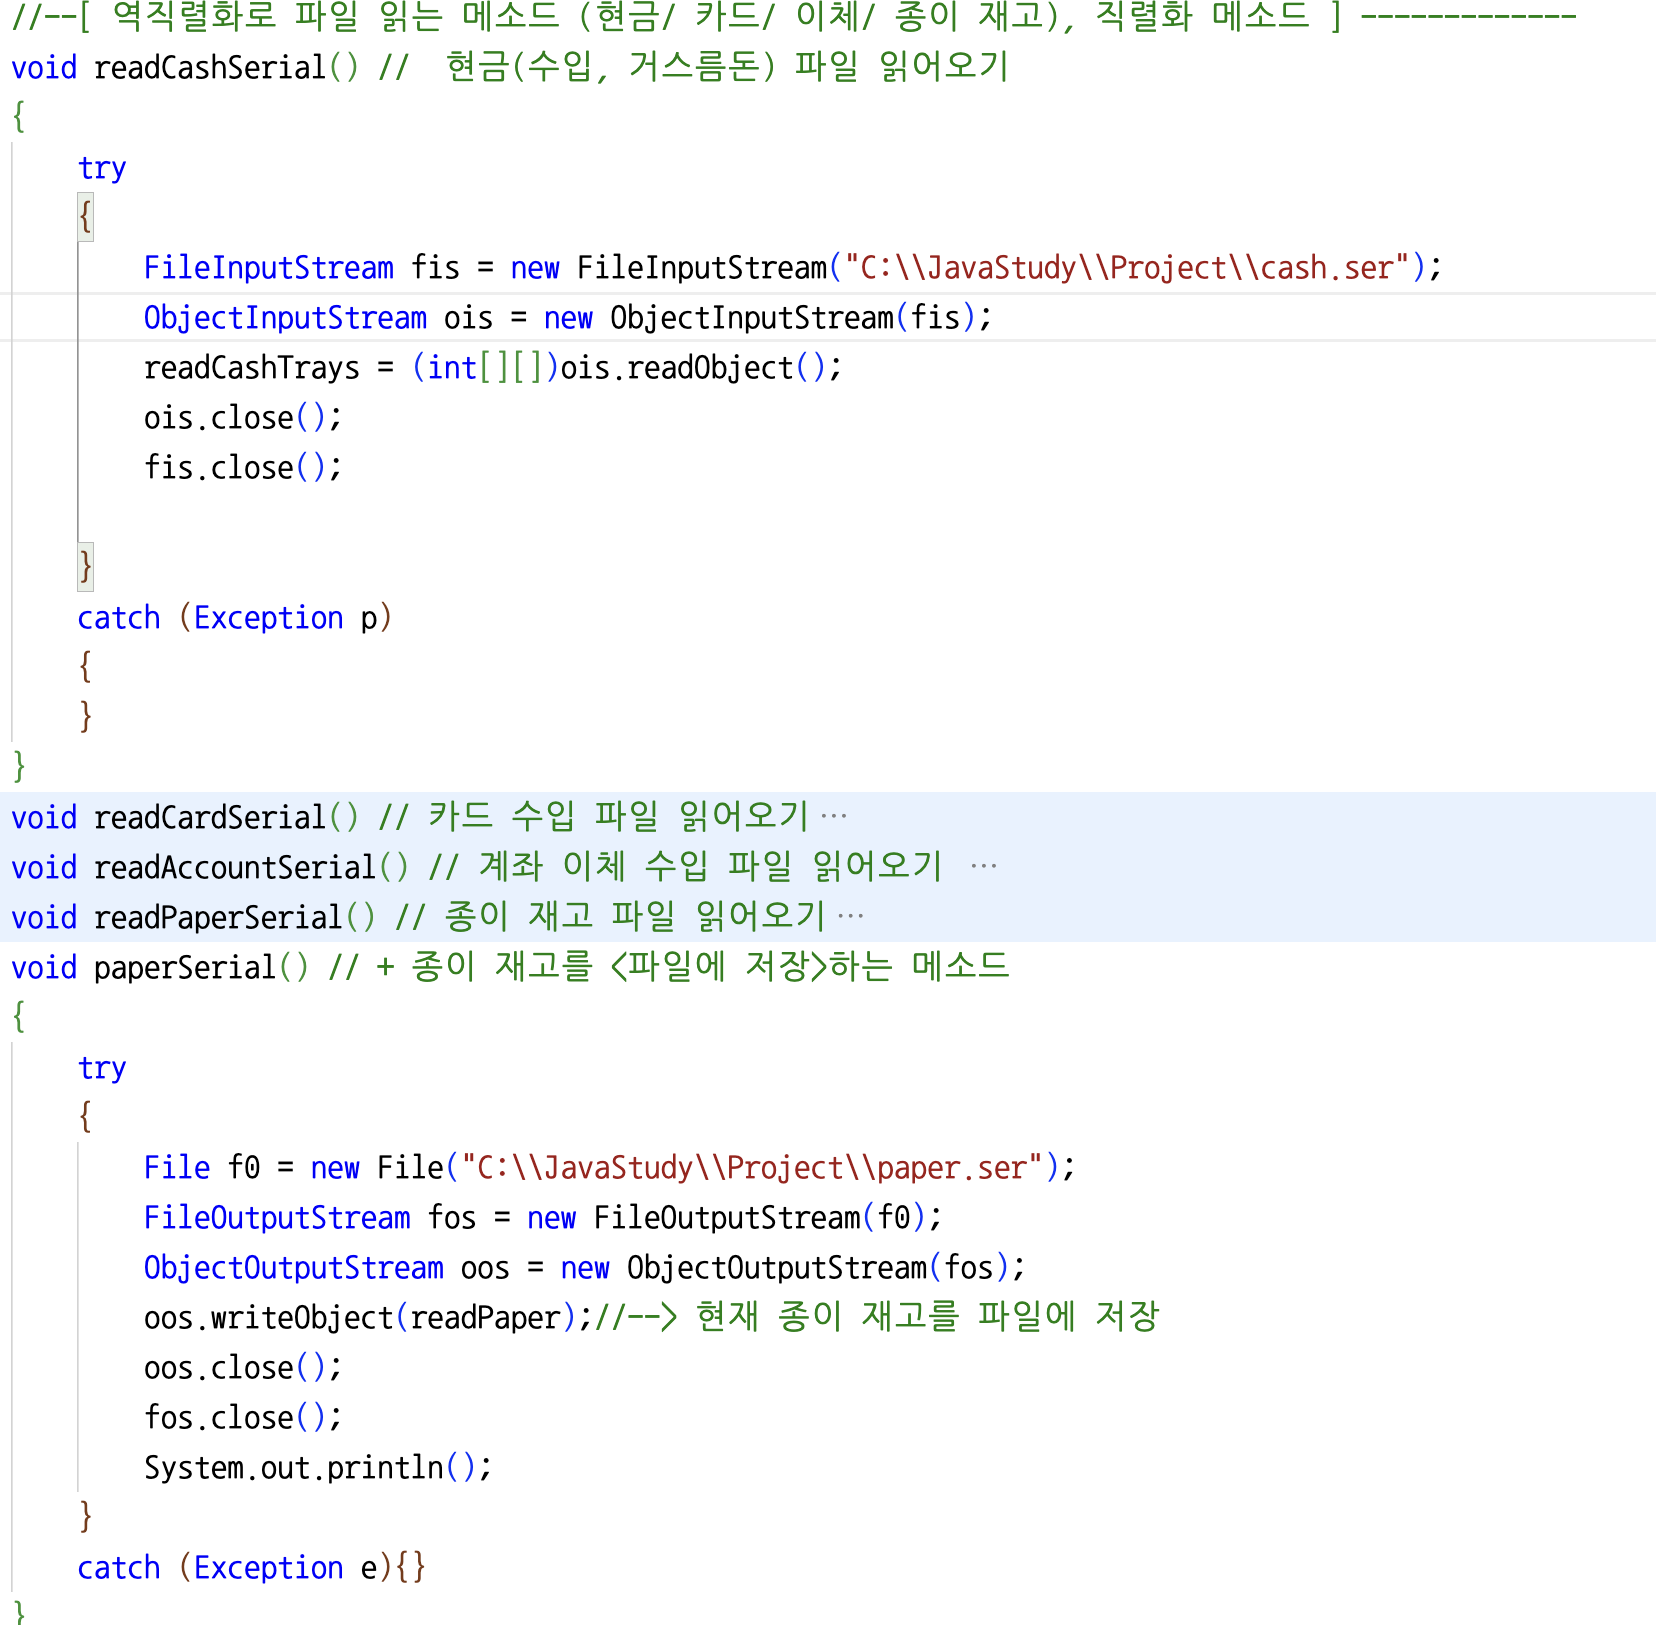 //--[ 역직렬화로 파일 읽는 메소드 (현금/ 카드/ 이체/ 종이 재고), 직렬화 메소드 ] -------------
void readCashSerial() //  현금(수입, 거스름돈) 파일 읽어오기
{
    try
    {
        FileInputStream fis = new FileInputStream("C:\\JavaStudy\\Project\\cash.ser");
        ObjectInputStream ois = new ObjectInputStream(fis);
        readCashTrays = (int[][])ois.readObject();
        ois.close();
        fis.close();
    }
    catch (Exception p)
    {
    }
}
void readCardSerial() // 카드 수입 파일 읽어오기 ···
void readAccountSerial() // 계좌 이체 수입 파일 읽어오기  ···
void readPaperSerial() // 종이 재고 파일 읽어오기 ···
void paperSerial() // + 종이 재고를 <파일에 저장>하는 메소드
{
    try
    {
        File f0 = new File("C:\\JavaStudy\\Project\\paper.ser");
        FileOutputStream fos = new FileOutputStream(f0);
        ObjectOutputStream oos = new ObjectOutputStream(fos);
        oos.writeObject(readPaper);//--> 현재 종이 재고를 파일에 저장
        oos.close();
        fos.close();
        System.out.println();
    }
    catch (Exception e){}
}